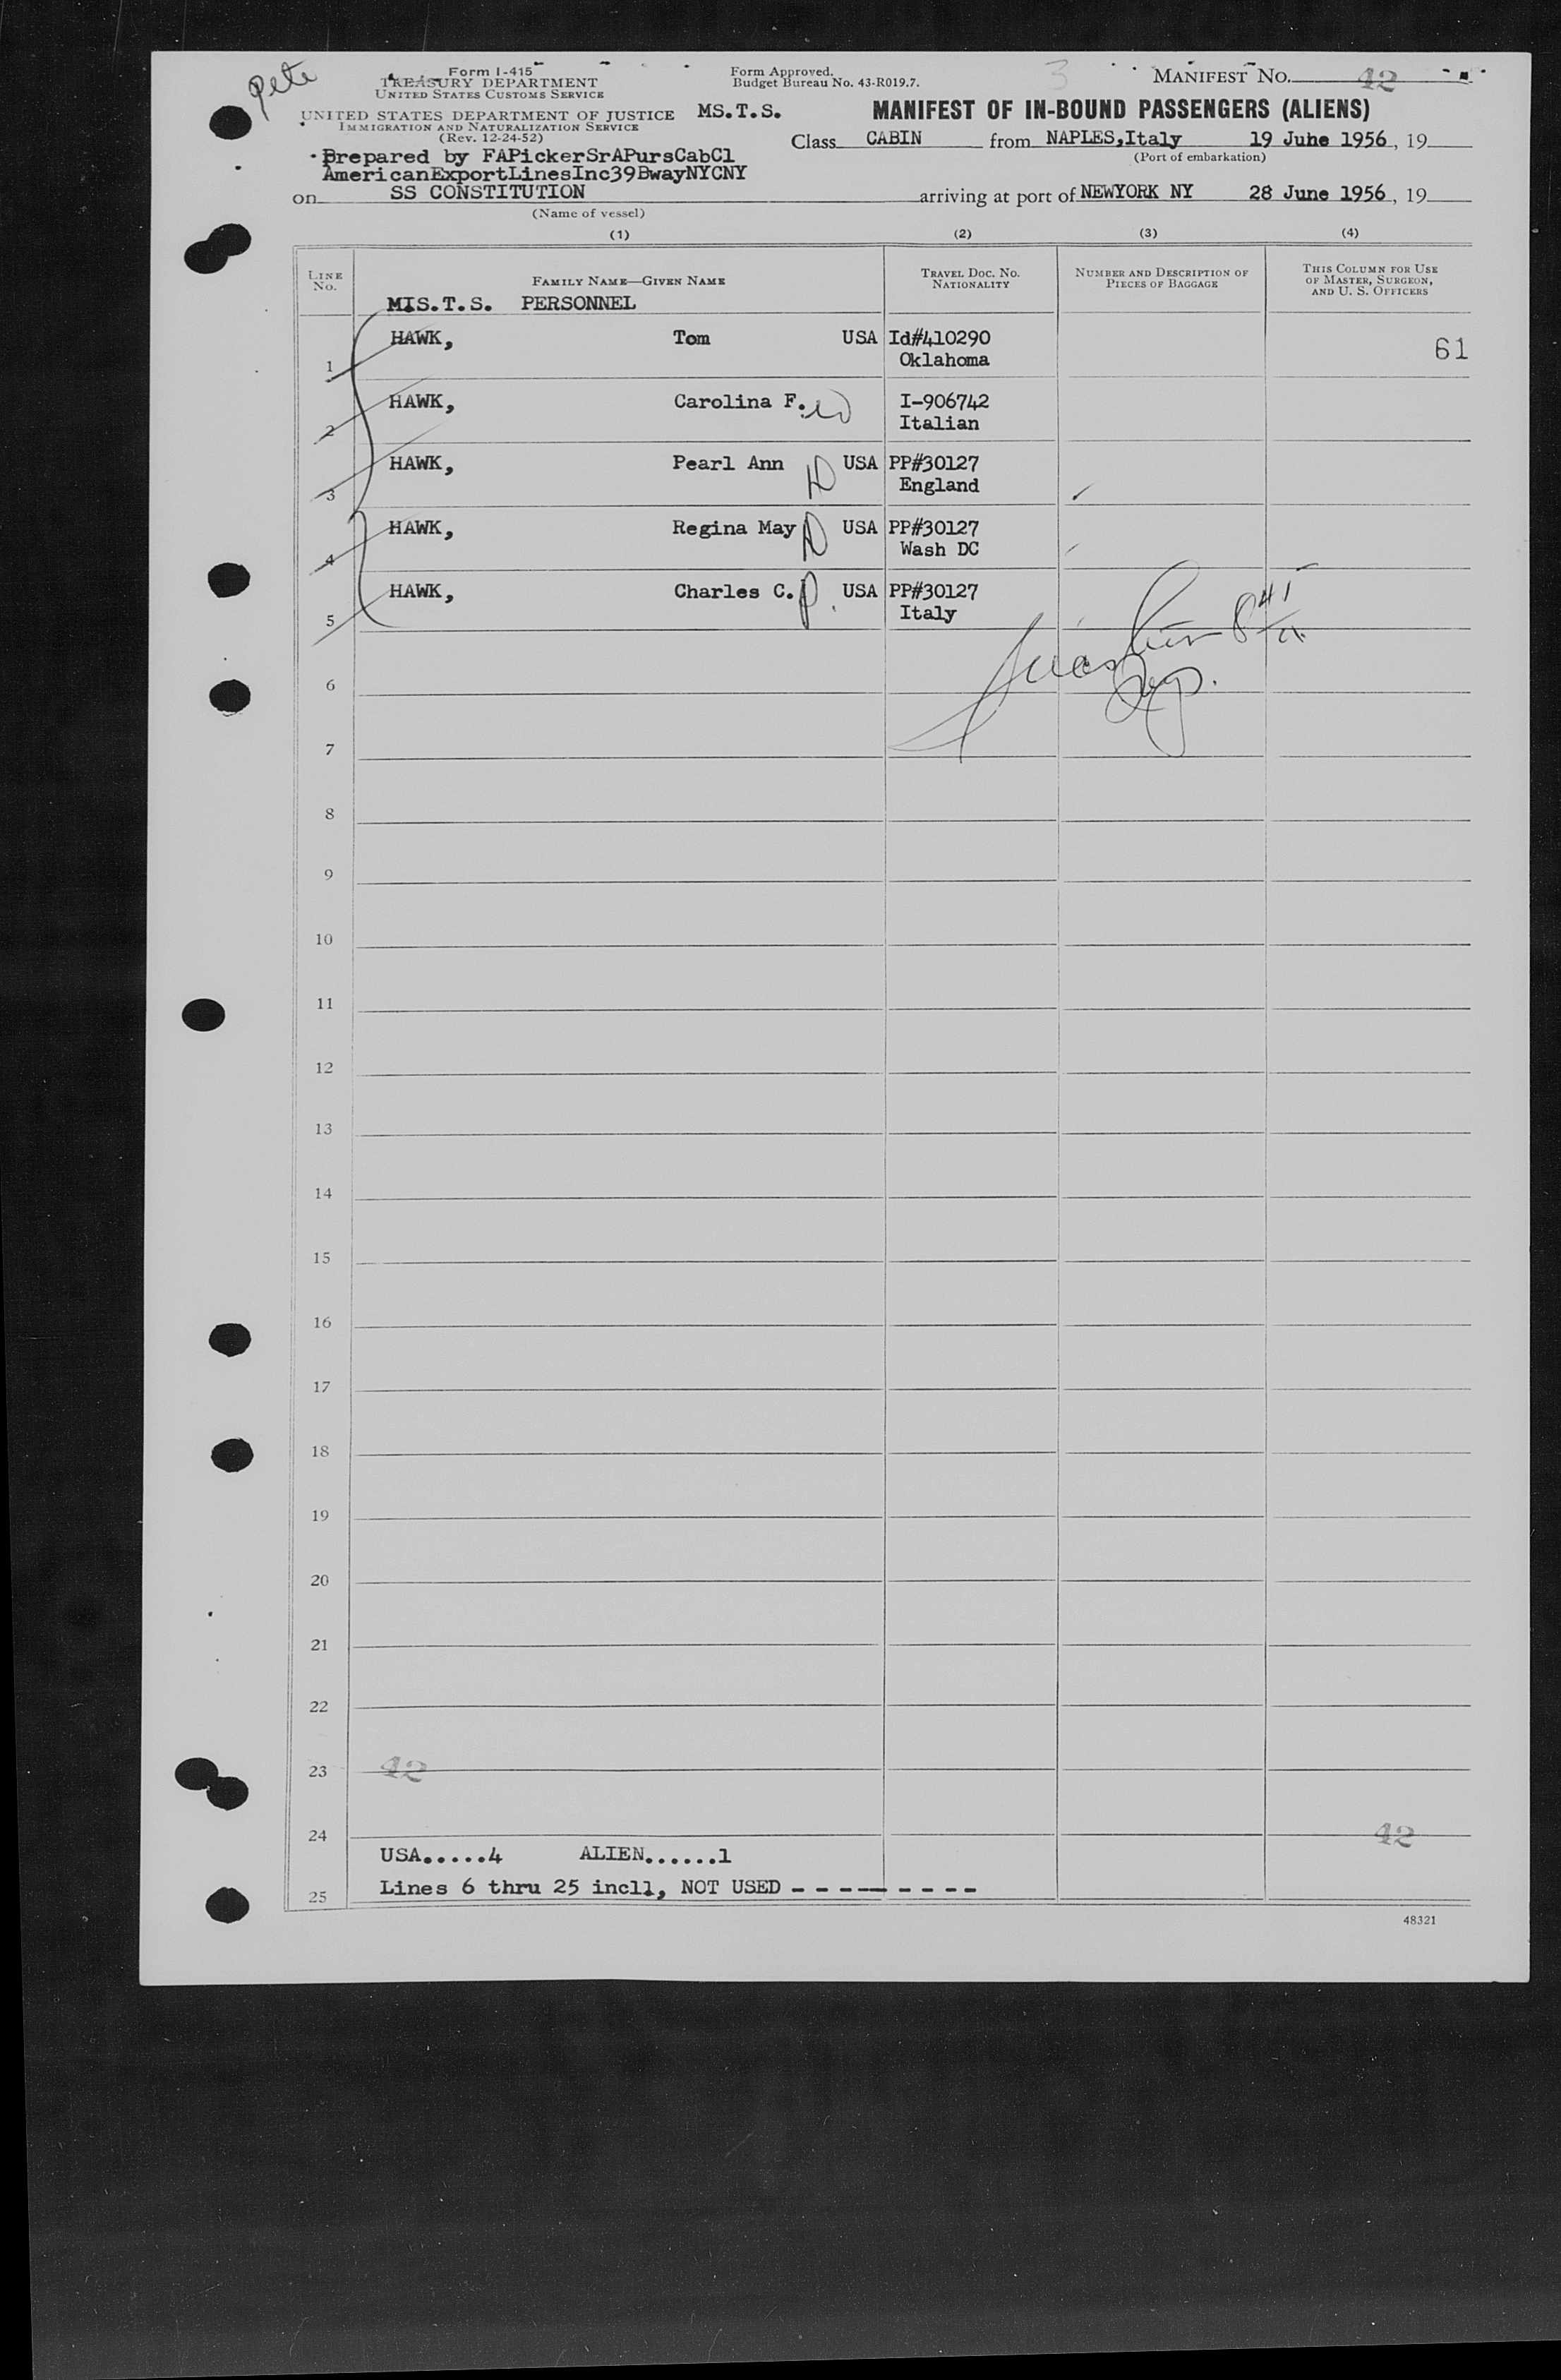 Pete
Form I-415
TREASURY DEPARTMENT
UNITED STATES CUSTOMS SERVICE
Form Approved.
Budget Bureau No. 43-R019.7.
3
MANIFEST NO. 42
UNITED STATES DEPARTMENT OF JUSTICE
IMMIGRATION AND NATURALIZATION SERVICE
(Rev. 12-24-52)
MS.T.S.
MANIFEST OF IN-BOUND PASSENGERS (ALIENS)
Class CABIN from NAPLES,Italy 19 June 1956, 19
(Port of embarkation)
Prepared by FAPickerSrAPursCabCl
AmericanExportLinesInc39BwayNYCNY
on SS CONSTITUTION arriving at port of NEWYORK NY 28 June 1956, 19
(Name of vessel)
(1) (2) (3) (4)
LINE NO.
FAMILY NAME—GIVEN NAME
TRAVEL DOC. NO.
NATIONALITY
NUMBER AND DESCRIPTION OF
PIECES OF BAGGAGE
THIS COLUMN FOR USE
OF MASTER, SURGEON,
AND U. S. OFFICERS
MIS.T.S. PERSONNEL
1 HAWK, Tom USA Id#410290 61
Oklahoma
2 HAWK, Carolina F. I-906742
Italian
3 HAWK, Pearl Ann USA PP#30127
England
4 HAWK, Regina May USA PP#30127
Wash DC
5 HAWK, Charles C. USA PP#30127
Italy
6
7
8
9
10
11
12
13
14
15
16
17
18
19
20
21
22
23 42
24 42
USA.....4 ALIEN......1
25 Lines 6 thru 25 incll, NOT USED - - - - - - - - -
48321